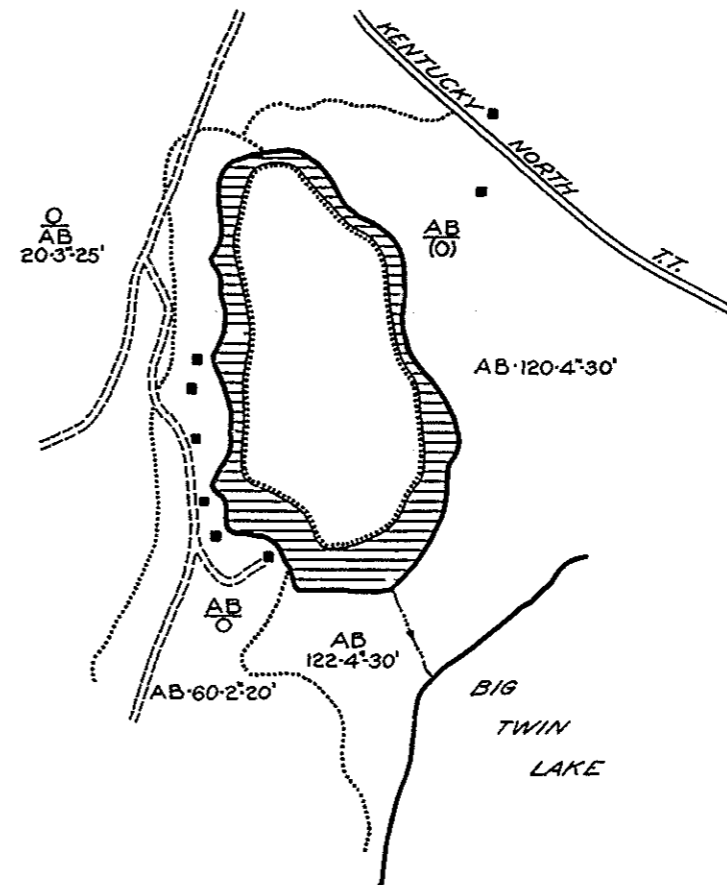 KENTUCKY
NORTH
T.T.
O
AB
20-3"-25'
AB
(O)
AB-120-4"-30'
AB
O
AB
122-4"-30'
AB-60-2"-20'
BIG
TWIN
LAKE